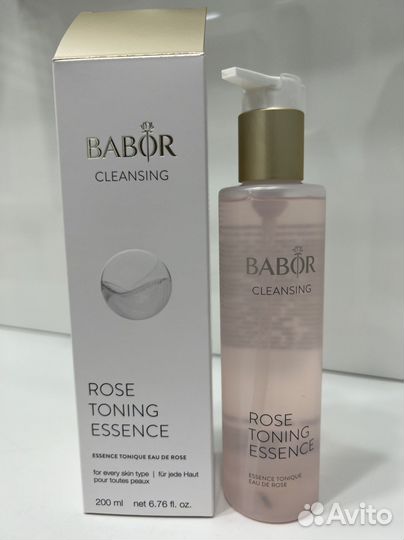 BABOR
CLEANSING
ROSE
TONING
ESSENCE
ESSENCE TONIQUE EAU DE ROSE
for every skin type | für jede Haut
pour toutes peaux
200 ml net 6.76 fl. oz.
BABOR
CLEANSING
ROSE
TONING
ESSENCE
ESSENCE TONIQUE
EAU DE ROSE
Avito